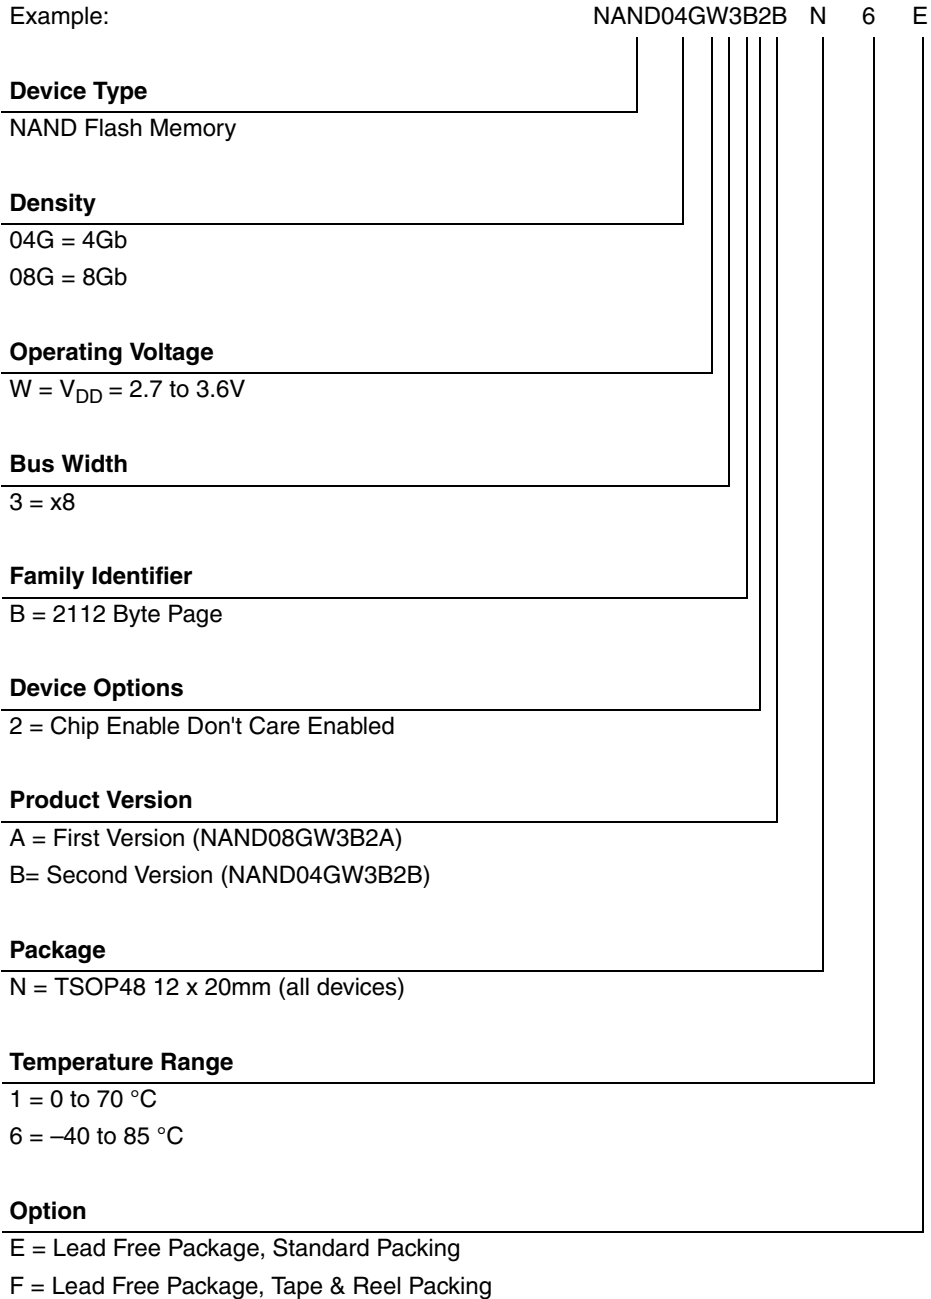 Example: NAND04GW3B2B N 6 E
Device Type
NAND Flash Memory
Density
04G = 4Gb
08G = 8Gb
Operating Voltage
W = VDD = 2.7 to 3.6V
Bus Width
3 = x8
Family Identifier
B = 2112 Byte Page
Device Options
2 = Chip Enable Don't Care Enabled
Product Version
A = First Version (NAND08GW3B2A)
B= Second Version (NAND04GW3B2B)
Package
N = TSOP48 12 x 20mm (all devices)
Temperature Range
1 = 0 to 70 °C
6 = –40 to 85 °C
Option
E = Lead Free Package, Standard Packing
F = Lead Free Package, Tape & Reel Packing